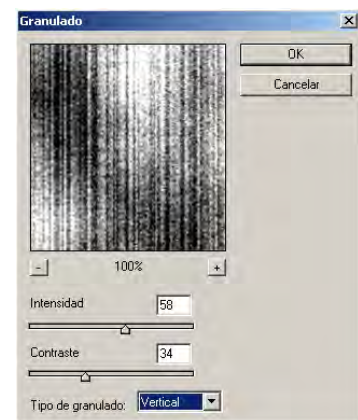 Granulado
OK
Cancelar
- 100% +
Intensidad 58
Contraste 34
Tipo de granulado: Vertical